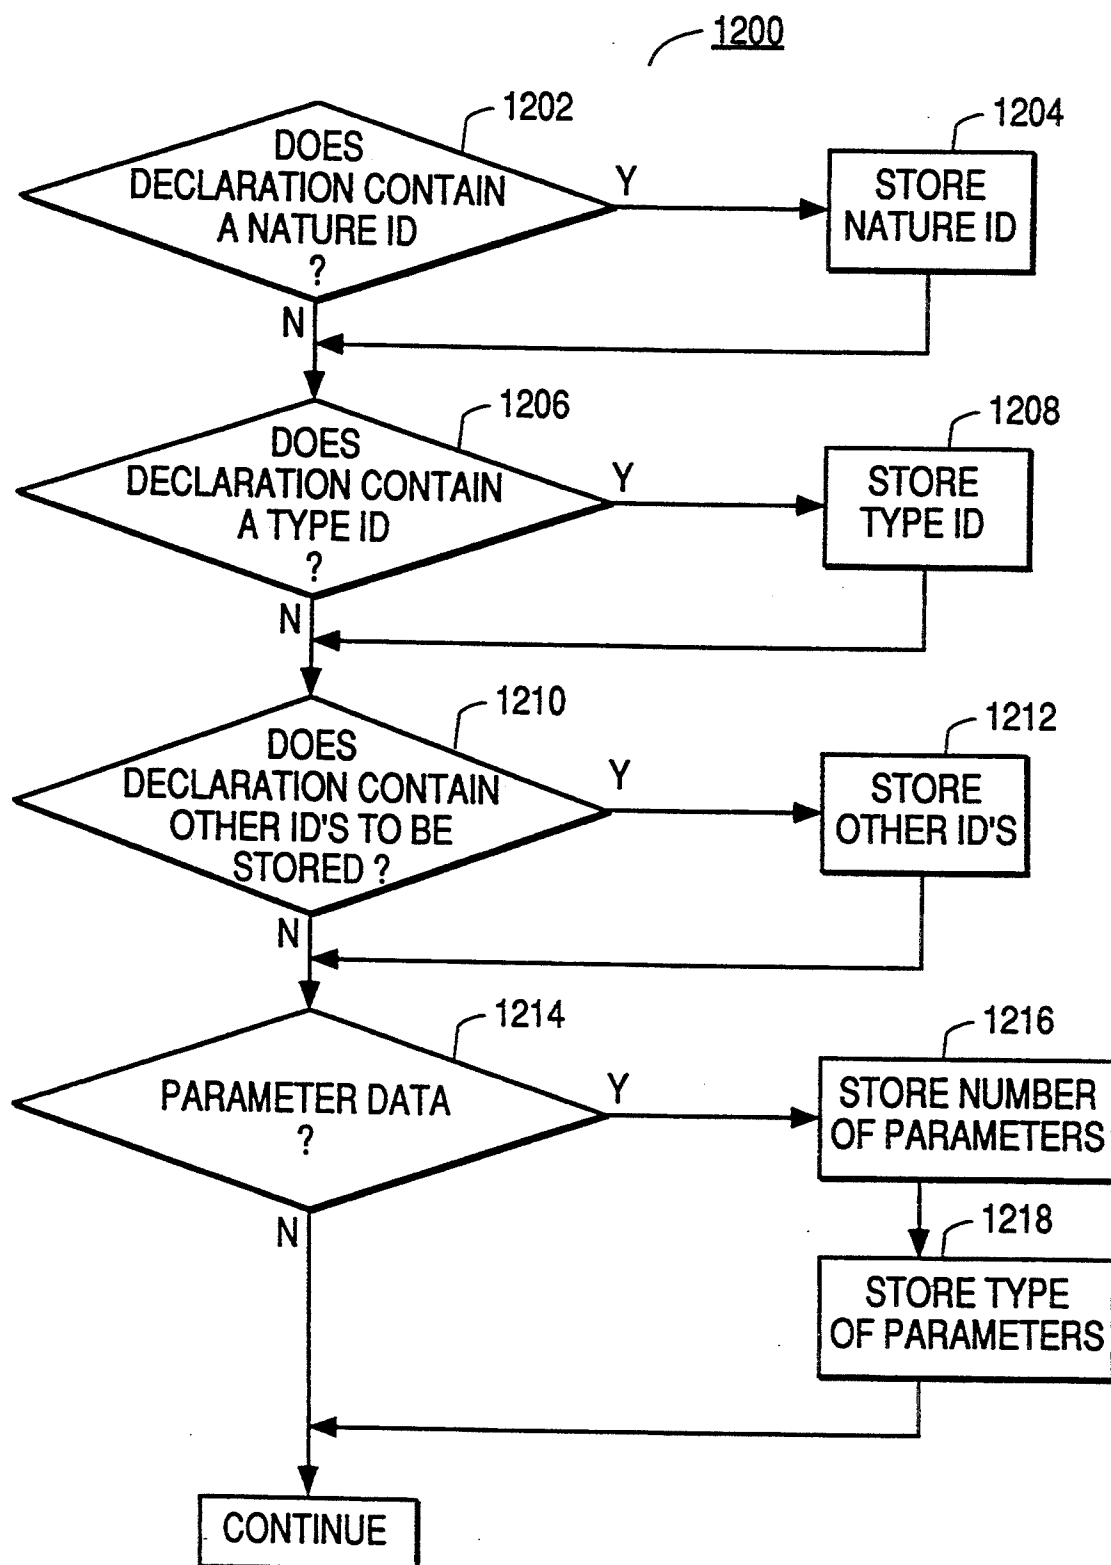 1200
1202
DOES
DECLARATION CONTAIN
A NATURE ID
?
Y
1204
STORE
NATURE ID
N
1206
DOES
DECLARATION CONTAIN
A TYPE ID
?
Y
1208
STORE
TYPE ID
N
1210
DOES
DECLARATION CONTAIN
OTHER ID'S TO BE
STORED ?
Y
1212
STORE
OTHER ID'S
N
1214
PARAMETER DATA
?
Y
1216
STORE NUMBER
OF PARAMETERS
N
1218
STORE TYPE
OF PARAMETERS
CONTINUE